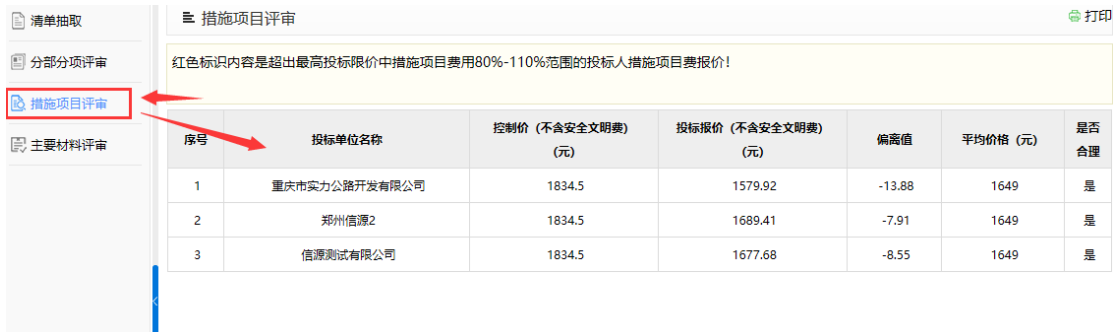 清单抽取
分部分项评审
措施项目评审
主要材料评审
措施项目评审
打印
红色标识内容是超出最高投标限价中措施项目费用80%-110%范围的投标人措施项目费报价！
序号 投标单位名称 控制价（不含安全文明费）（元） 投标报价（不含安全文明费）（元） 偏离值 平均价格（元） 是否合理
1 重庆市实力公路开发有限公司 1834.5 1579.92 -13.88 1649 是
2 郑州信源2 1834.5 1689.41 -7.91 1649 是
3 信源测试有限公司 1834.5 1677.68 -8.55 1649 是